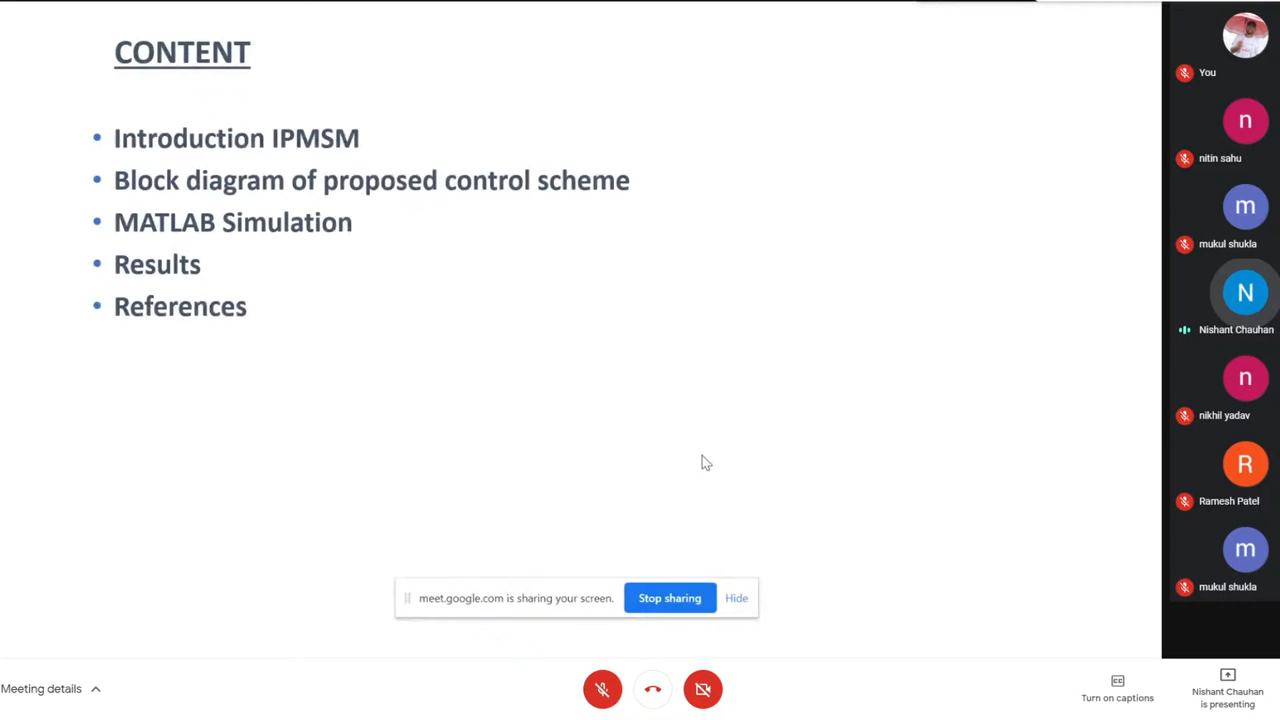 CONTENT
• Introduction IPMSM
• Block diagram of proposed control scheme
• MATLAB Simulation
• Results
• References
meet.google.com is sharing your screen.
Stop sharing
Hide
You
n
nitin sahu
m
mukul shukla
N
Nishant Chauhan
n
nikhil yadav
R
Ramesh Patel
m
mukul shukla
Meeting details
Turn on captions
Nishant Chauhan
is presenting